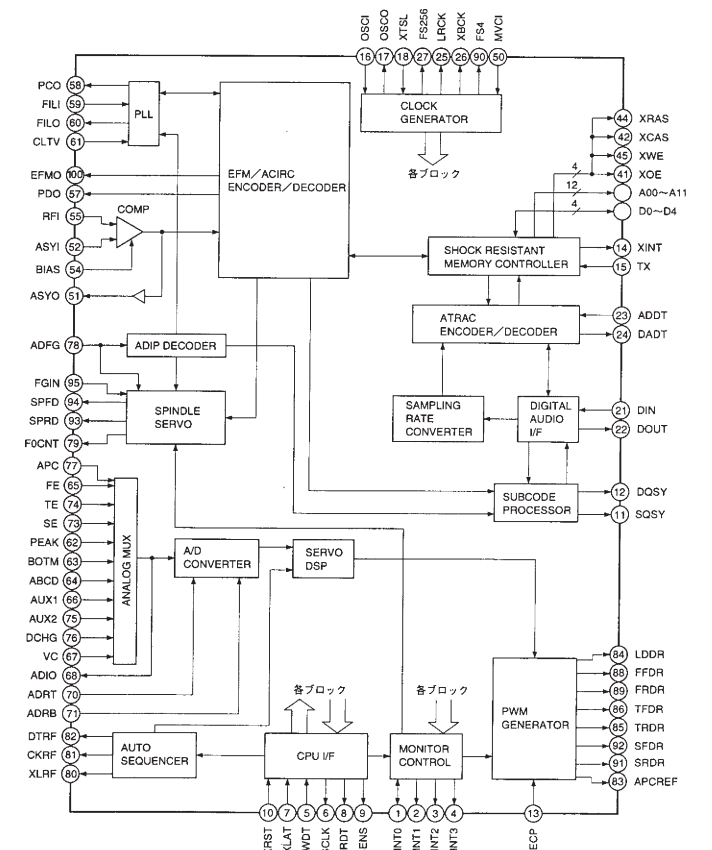 OSCI
OSCO
XTSL
FS256
LRCK
XBCK
FS4
MVCI
16 17 18 27 25 26 90 50
CLOCK
GENERATOR
各ブロック
PCO 58
FILI 59
FILO 60
CLTV 61
PLL
EFMO 100
PDO 57
RFI 55
ASYI 52
BIAS 54
ASYO 51
COMP
EFM/ACIRC
ENCODER/DECODER
44 XRAS
42 XCAS
45 XWE
41 XOE
4
A00～A11
12
D0～D4
4
SHOCK RESISTANT
MEMORY CONTROLLER
14 XINT
15 TX
ATRAC
ENCODER/DECODER
23 ADDT
24 DADT
ADFG 78
ADIP DECODER
FGIN 95
SPFD 94
SPRD 93
F0CNT 79
SPINDLE
SERVO
SAMPLING
RATE
CONVERTER
DIGITAL
AUDIO
I/F
21 DIN
22 DOUT
SUBCODE
PROCESSOR
12 DQSY
11 SQSY
APC 77
FE 65
TE 74
SE 73
PEAK 62
BOTM 63
ABCD 64
AUX1 66
AUX2 75
DCHG 76
VC 67
ADIO 68
ADRT 70
ADRB 71
ANALOG MUX
A/D
CONVERTER
SERVO
DSP
DTRF 82
CKRF 81
XLRF 80
AUTO
SEQUENCER
各ブロック
CPU I/F
各ブロック
MONITOR
CONTROL
PWM
GENERATOR
84 LDDR
88 FFDR
89 FRDR
86 TFDR
85 TRDR
92 SFDR
91 SRDR
83 APCREF
10 7 5 6 8 9 1 2 3 4 13
ENS
INT0
INT1
INT2
INT3
ECP